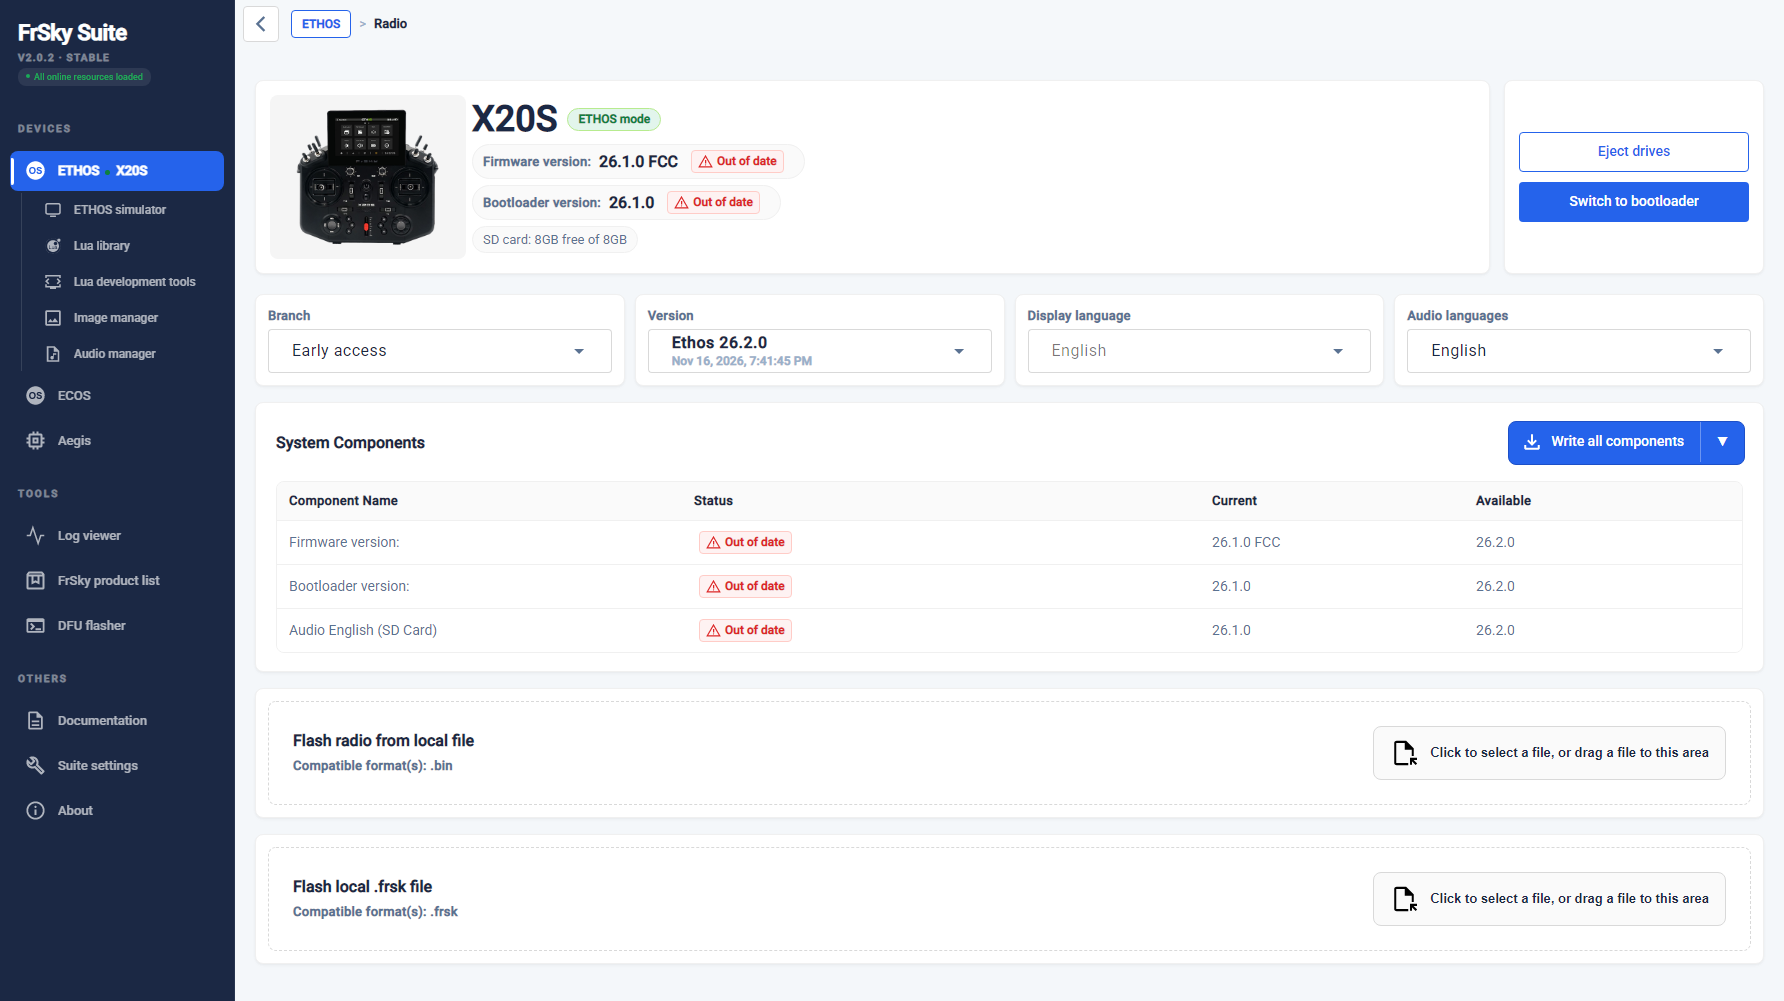 FrSky Suite
V2.0.2 · STABLE
• All online resources loaded
DEVICES
ETHOS • X20S
ETHOS simulator
Lua library
Lua development tools
Image manager
Audio manager
ECOS
Aegis
TOOLS
Log viewer
FrSky product list
DFU flasher
OTHERS
Documentation
Suite settings
About
ETHOS > Radio
X20S ETHOS mode
Firmware version: 26.1.0 FCC Out of date
Bootloader version: 26.1.0 Out of date
SD card: 8GB free of 8GB
Eject drives
Switch to bootloader
Branch
Early access
Version
Ethos 26.2.0
Nov 16, 2026, 7:41:45 PM
Display language
English
Audio languages
English
System Components
Write all components ▼
Component Name Status Current Available
Firmware version: Out of date 26.1.0 FCC 26.2.0
Bootloader version: Out of date 26.1.0 26.2.0
Audio English (SD Card) Out of date 26.1.0 26.2.0
Flash radio from local file
Compatible format(s): .bin
Click to select a file, or drag a file to this area
Flash local .frsk file
Compatible format(s): .frsk
Click to select a file, or drag a file to this area